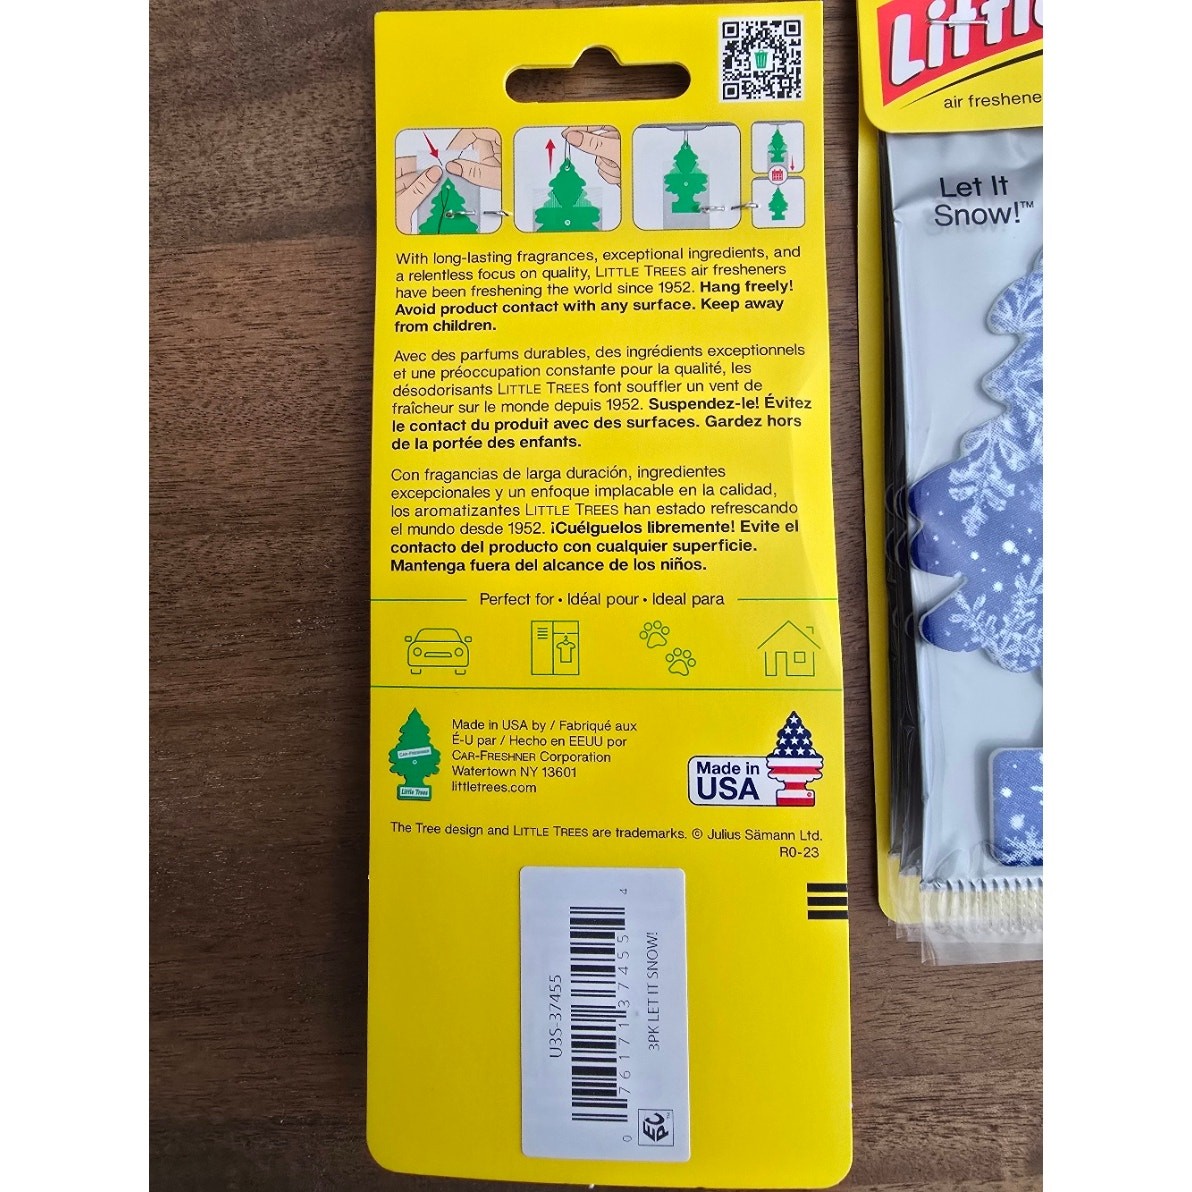 With long-lasting fragrances, exceptional ingredients, and
a relentless focus on quality, LITTLE TREES air fresheners
have been freshening the world since 1952. Hang freely!
Avoid product contact with any surface. Keep away
from children.
Avec des parfums durables, des ingrédients exceptionnels
et une préoccupation constante pour la qualité, les
désodorisants LITTLE TREES font souffler un vent de
fraîcheur sur le monde depuis 1952. Suspendez-le! Évitez
le contact du produit avec des surfaces. Gardez hors
de la portée des enfants.
Con fragancias de larga duración, ingredientes
excepcionales y un enfoque implacable en la calidad,
los aromatizantes LITTLE TREES han estado refrescando
el mundo desde 1952. ¡Cuélguelos libremente! Evite el
contacto del producto con cualquier superficie.
Mantenga fuera del alcance de los niños.
Perfect for • Idéal pour • Ideal para
CAR-FRESHNER
Little Trees
Made in USA by / Fabriqué aux
É-U par / Hecho en EEUU por
CAR-FRESHNER Corporation
Watertown NY 13601
littletrees.com
Made in
USA
The Tree design and LITTLE TREES are trademarks. © Julius Sämann Ltd.
R0-23
U3S-37455
0 76171 37455 4
3PK LET IT SNOW!
air freshene
Let It
Snow!™